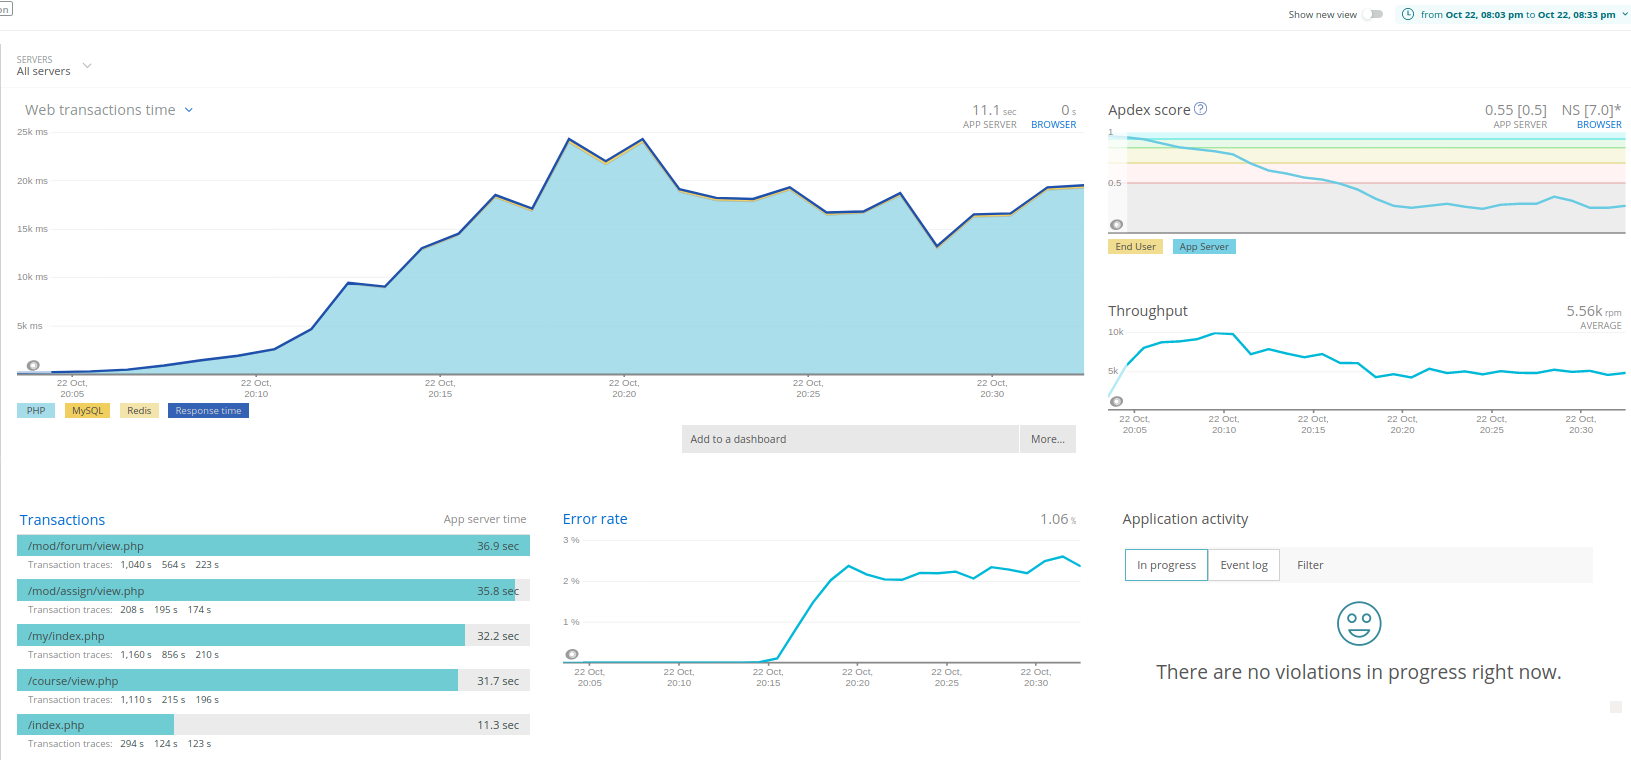 on
Show new view
from Oct 22, 08:03 pm to Oct 22, 08:33 pm
SERVERS
All servers
Web transactions time
11.1 sec
APP SERVER
0 s
BROWSER
25k ms
20k ms
15k ms
10k ms
5k ms
22 Oct, 20:05
22 Oct, 20:10
22 Oct, 20:15
22 Oct, 20:20
22 Oct, 20:25
22 Oct, 20:30
PHP MySQL Redis Response time
Add to a dashboard More...
Apdex score ?
0.55 [0.5]
APP SERVER
NS [7.0]*
BROWSER
1
0.5
End User App Server
Throughput
5.56k rpm
AVERAGE
10k
5k
22 Oct, 20:05
22 Oct, 20:10
22 Oct, 20:15
22 Oct, 20:20
22 Oct, 20:25
22 Oct, 20:30
Transactions App server time
/mod/forum/view.php 36.9 sec
Transaction traces: 1,040 s 564 s 223 s
/mod/assign/view.php 35.8 sec
Transaction traces: 208 s 195 s 174 s
/my/index.php 32.2 sec
Transaction traces: 1,160 s 856 s 210 s
/course/view.php 31.7 sec
Transaction traces: 1,110 s 215 s 196 s
/index.php 11.3 sec
Transaction traces: 294 s 124 s 123 s
Error rate 1.06 %
3 %
2 %
1 %
22 Oct, 20:05
22 Oct, 20:10
22 Oct, 20:15
22 Oct, 20:20
22 Oct, 20:25
22 Oct, 20:30
Application activity
In progress Event log Filter
There are no violations in progress right now.